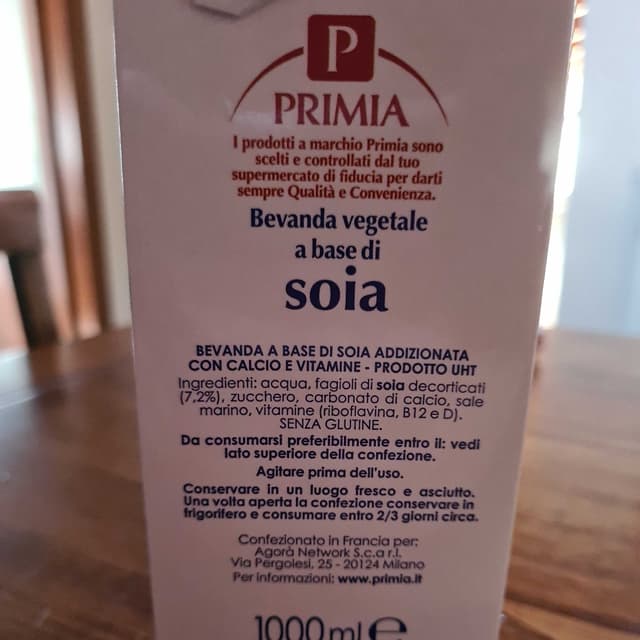 P
PRIMIA
I prodotti a marchio Primia sono
scelti e controllati dal tuo
supermercato di fiducia per darti
sempre Qualità e Convenienza.
Bevanda vegetale
a base di
soia
BEVANDA A BASE DI SOIA ADDIZIONATA
CON CALCIO E VITAMINE - PRODOTTO UHT
Ingredienti: acqua, fagioli di soia decorticati
(7,2%), zucchero, carbonato di calcio, sale
marino, vitamine (riboflavina, B12 e D).
SENZA GLUTINE.
Da consumarsi preferibilmente entro il: vedi
lato superiore della confezione.
Agitare prima dell'uso.
Conservare in un luogo fresco e asciutto.
Una volta aperta la confezione conservare in
frigorifero e consumare entro 2/3 giorni circa.
Confezionato in Francia per:
Agorà Network S.c.a r.l.
Via Pergolesi, 25 - 20124 Milano
Per informazioni: www.primia.it
1000 ml e